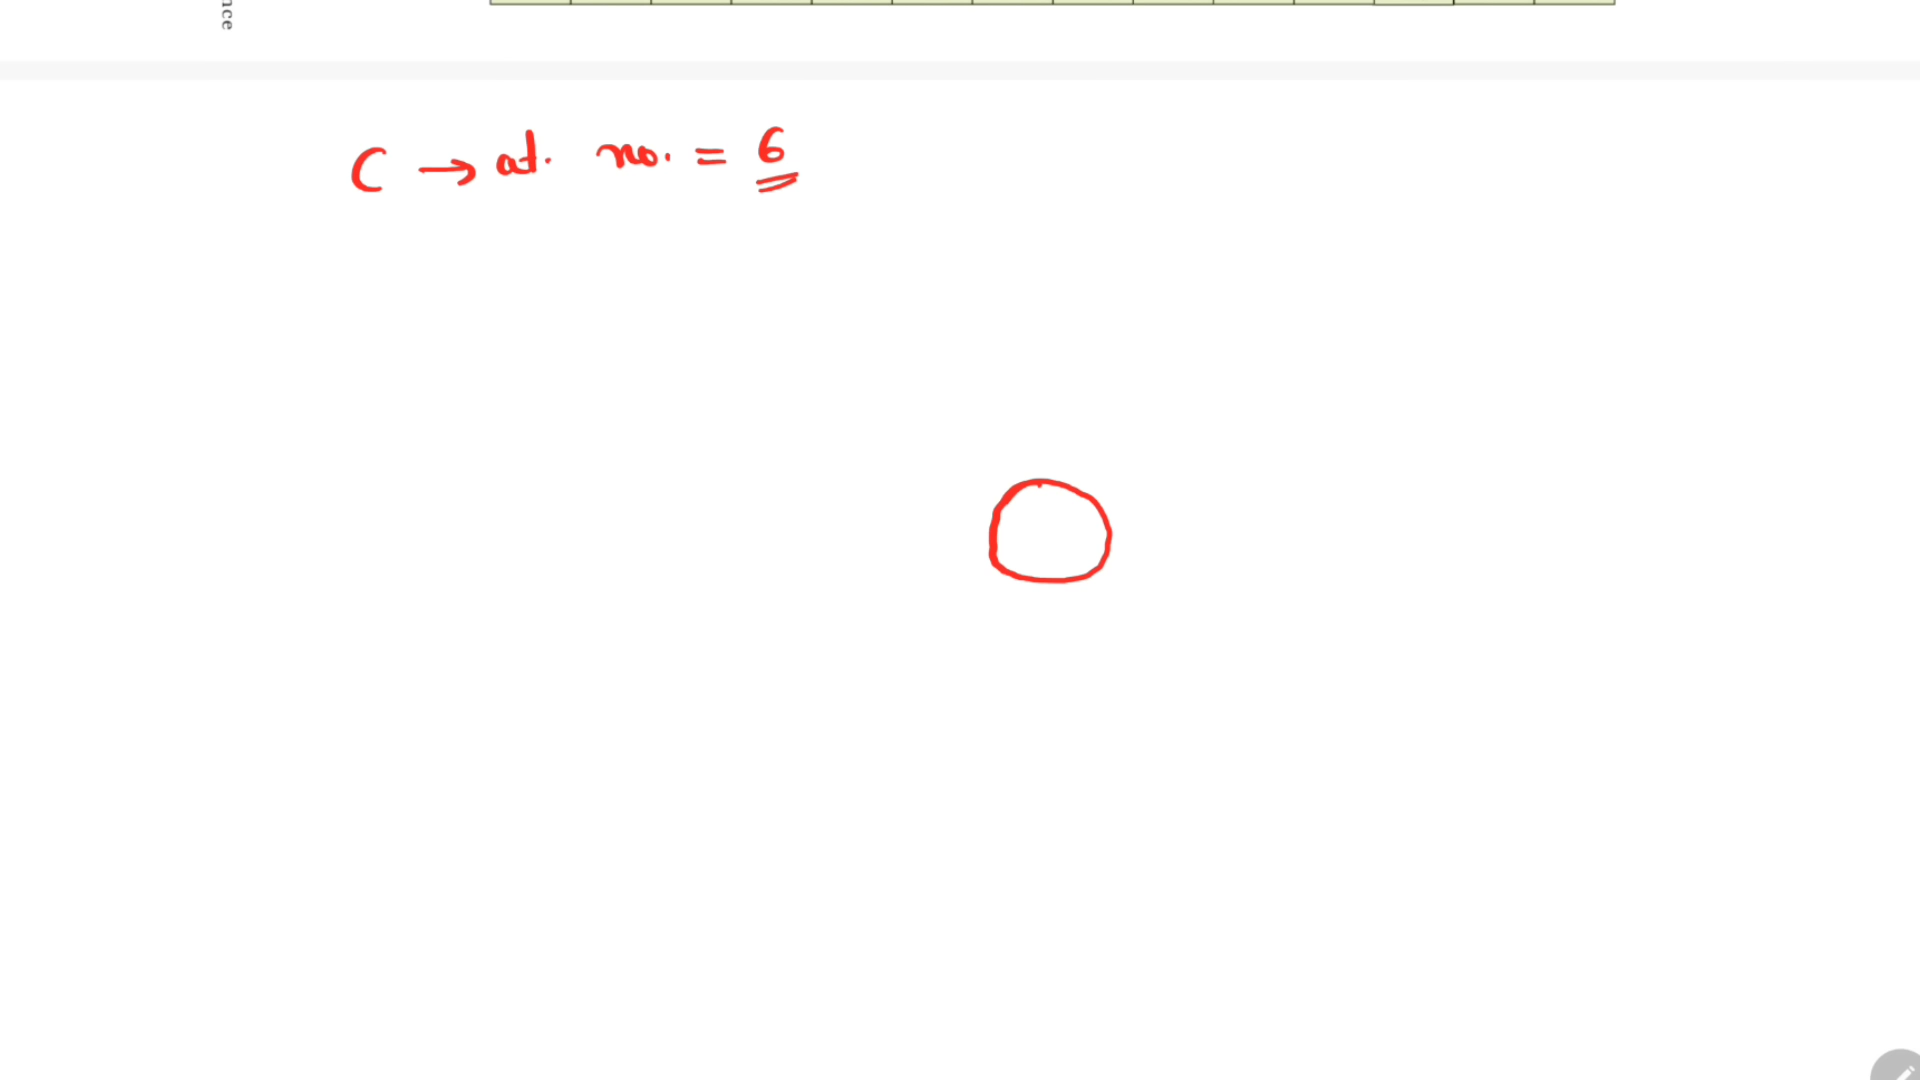 C → at. no. = 6